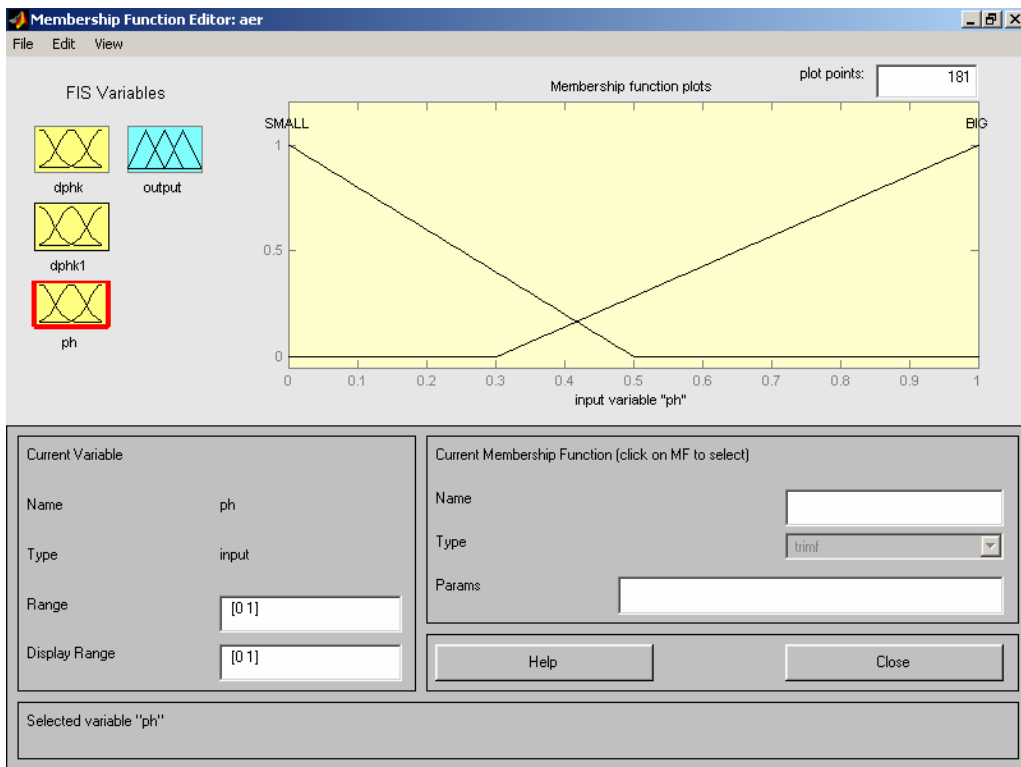 Membership Function Editor: aer
File Edit View
FIS Variables
dphk
output
dphk1
ph
Membership function plots
plot points:
181
SMALL
BIG
1
0.5
0
0 0.1 0.2 0.3 0.4 0.5 0.6 0.7 0.8 0.9 1
input variable "ph"
Current Variable
Name ph
Type input
Range [0 1]
Display Range [0 1]
Current Membership Function (click on MF to select)
Name
Type trimf
Params
Help Close
Selected variable "ph"